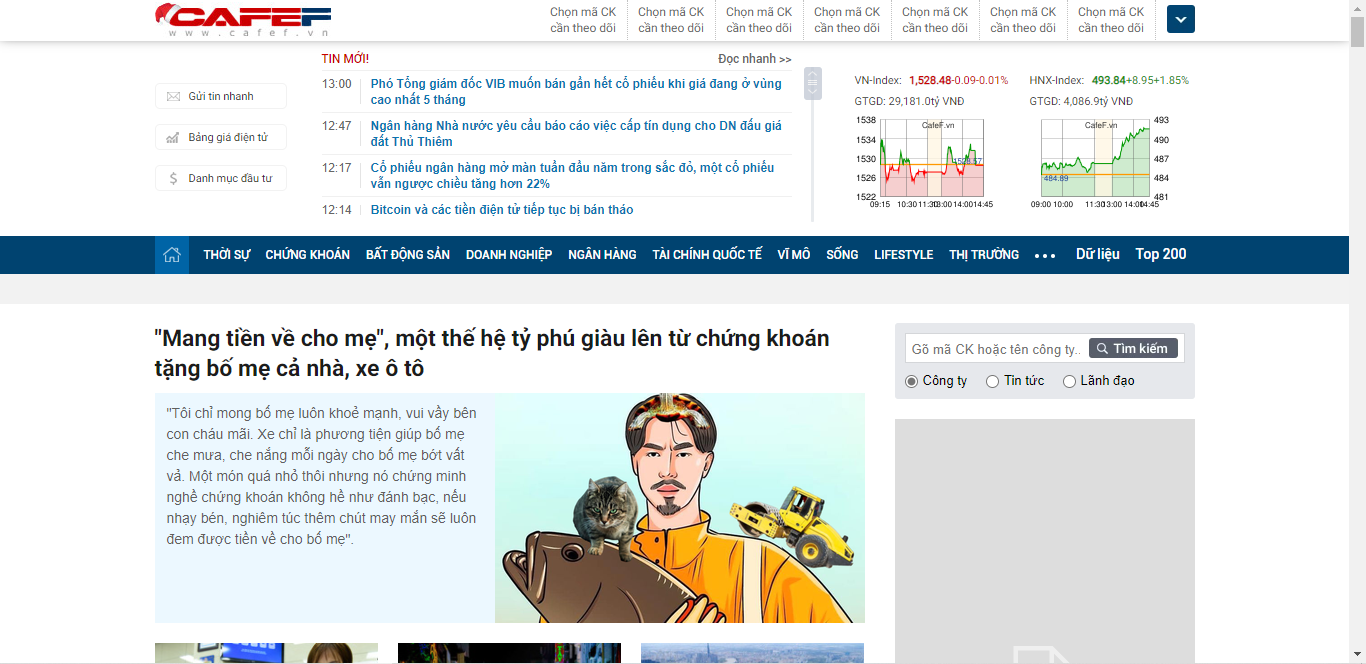 CAFEF
www.cafef.vn
Chọn mã CK
cần theo dõi
Chọn mã CK
cần theo dõi
Chọn mã CK
cần theo dõi
Chọn mã CK
cần theo dõi
Chọn mã CK
cần theo dõi
Chọn mã CK
cần theo dõi
Chọn mã CK
cần theo dõi
Gửi tin nhanh
Bảng giá điện tử
Danh mục đầu tư
TIN MỚI!
Đọc nhanh >>
13:00 Phó Tổng giám đốc VIB muốn bán gần hết cổ phiếu khi giá đang ở vùng
cao nhất 5 tháng
12:47 Ngân hàng Nhà nước yêu cầu báo cáo việc cấp tín dụng cho DN đấu giá
đất Thủ Thiêm
12:17 Cổ phiếu ngân hàng mở màn tuần đầu năm trong sắc đỏ, một cổ phiếu
vẫn ngược chiều tăng hơn 22%
12:14 Bitcoin và các tiền điện tử tiếp tục bị bán tháo
VN-Index: 1,528.48-0.09-0.01%
GTGD: 29,181.0tỷ VNĐ
CafeF.vn
1538
1534
1530
1526
1522
1528.57
09:15 10:30 11:30 13:00 14:00 14:45
HNX-Index: 493.84+8.95+1.85%
GTGD: 4,086.9tỷ VNĐ
CafeF.vn
493
490
487
484
481
484.89
09:00 10:00 11:30 13:00 14:00 14:45
THỜI SỰ CHỨNG KHOÁN BẤT ĐỘNG SẢN DOANH NGHIỆP NGÂN HÀNG TÀI CHÍNH QUỐC TẾ VĨ MÔ SỐNG LIFESTYLE THỊ TRƯỜNG ••• Dữ liệu Top 200
"Mang tiền về cho mẹ", một thế hệ tỷ phú giàu lên từ chứng khoán
tặng bố mẹ cả nhà, xe ô tô
"Tôi chỉ mong bố mẹ luôn khoẻ mạnh, vui vầy bên
con cháu mãi. Xe chỉ là phương tiện giúp bố mẹ
che mưa, che nắng mỗi ngày cho bố mẹ bớt vất
vả. Một món quà nhỏ thôi nhưng nó chứng minh
nghề chứng khoán không hề như đánh bạc, nếu
nhạy bén, nghiêm túc thêm chút may mắn sẽ luôn
đem được tiền về cho bố mẹ".
Gõ mã CK hoặc tên công ty..
Tìm kiếm
Công ty Tin tức Lãnh đạo